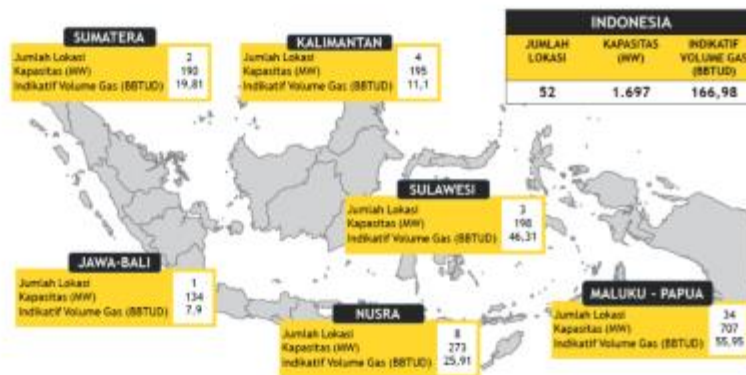 SUMATERA
Jumlah Lokasi 2
Kapasitas (MW) 190
Indikatif Volume Gas (BBTUD) 19,81
KALIMANTAN
Jumlah Lokasi 4
Kapasitas (MW) 195
Indikatif Volume Gas (BBTUD) 11,1
INDONESIA
JUMLAH LOKASI
KAPASITAS (MW)
INDIKATIF VOLUME GAS (BBTUD)
52 1.697 166,98
SULAWESI
Jumlah Lokasi 3
Kapasitas (MW) 198
Indikatif Volume Gas (BBTUD) 46,31
JAWA-BALI
Jumlah Lokasi 1
Kapasitas (MW) 134
Indikatif Volume Gas (BBTUD) 7,9
NUSRA
Jumlah Lokasi 8
Kapasitas (MW) 273
Indikatif Volume Gas (BBTUD) 25,91
MALUKU - PAPUA
Jumlah Lokasi 34
Kapasitas (MW) 707
Indikatif Volume Gas (BBTUD) 55,95